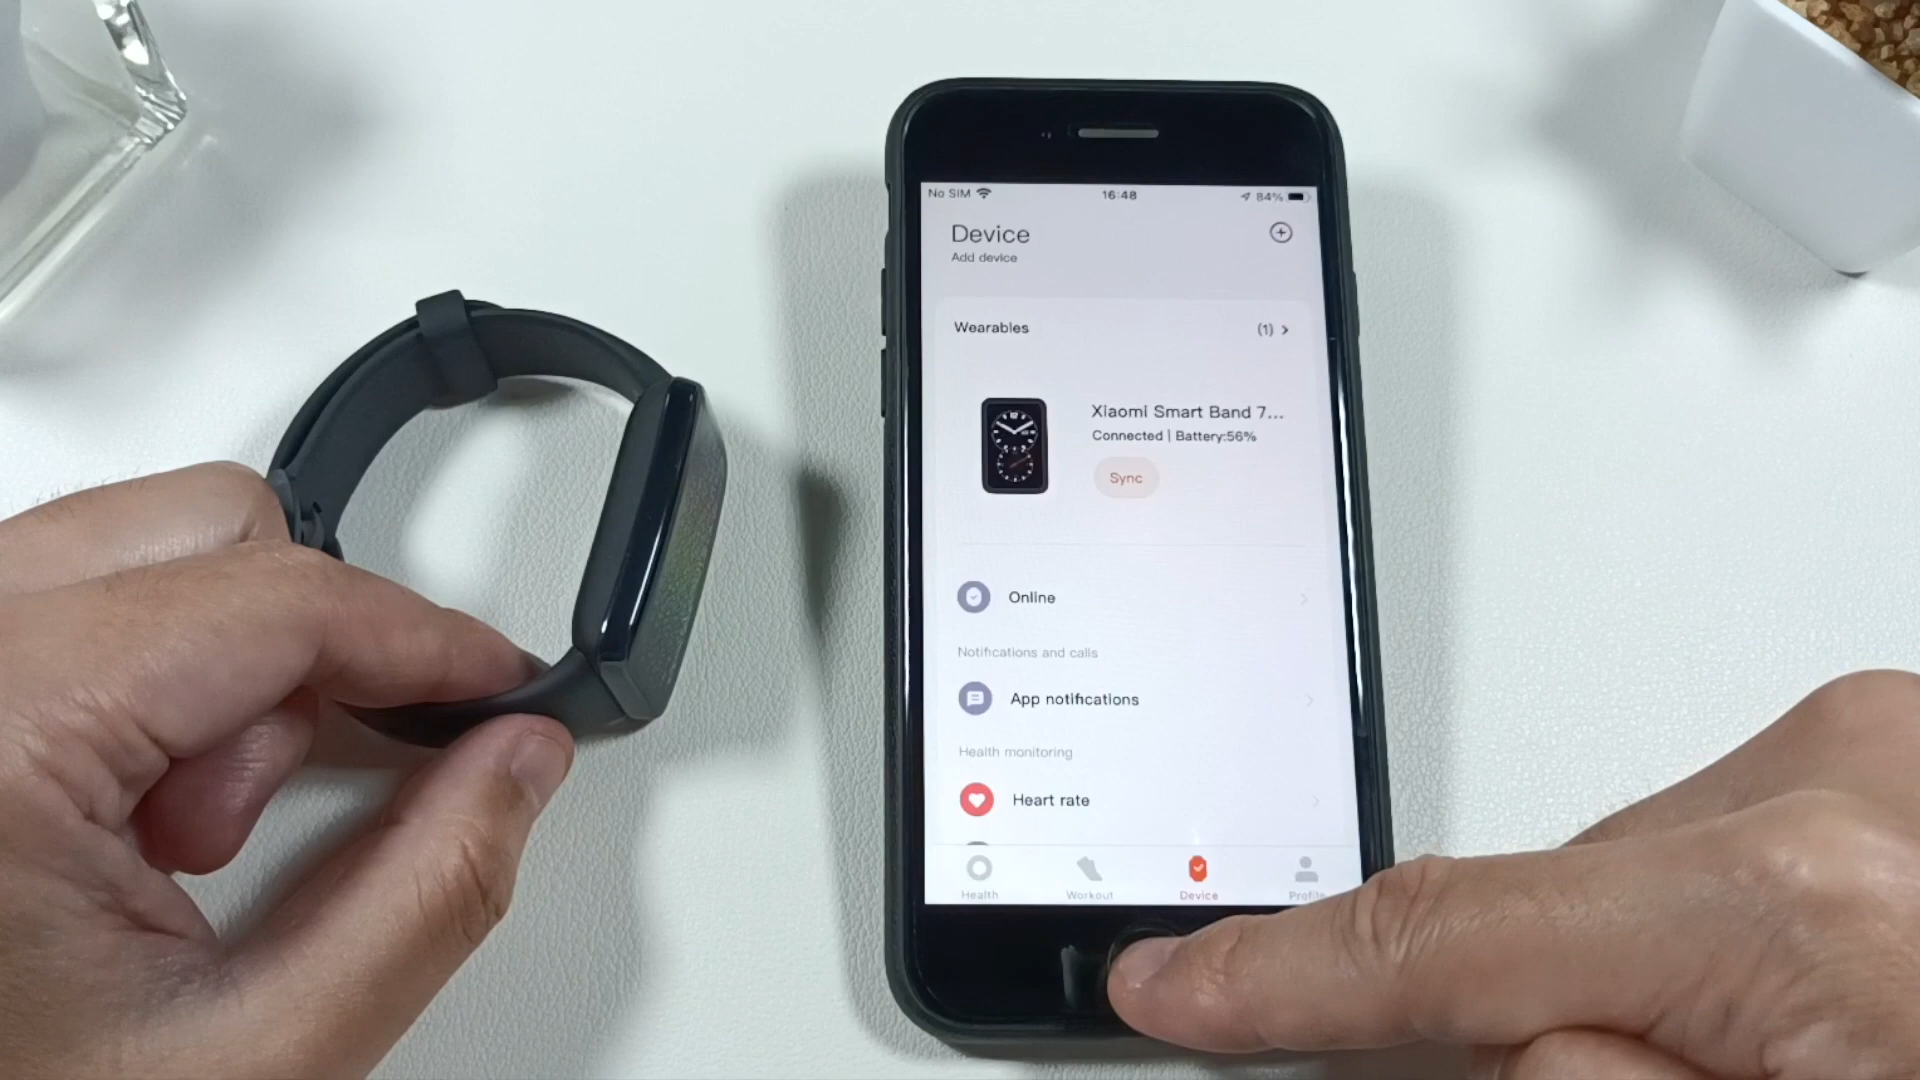 No SIM 16:48 84%
Device
Add device
Wearables (1)
Xiaomi Smart Band 7...
Connected | Battery:56%
Sync
Online
Notifications and calls
App notifications
Health monitoring
Heart rate
Health Workout Device Profile